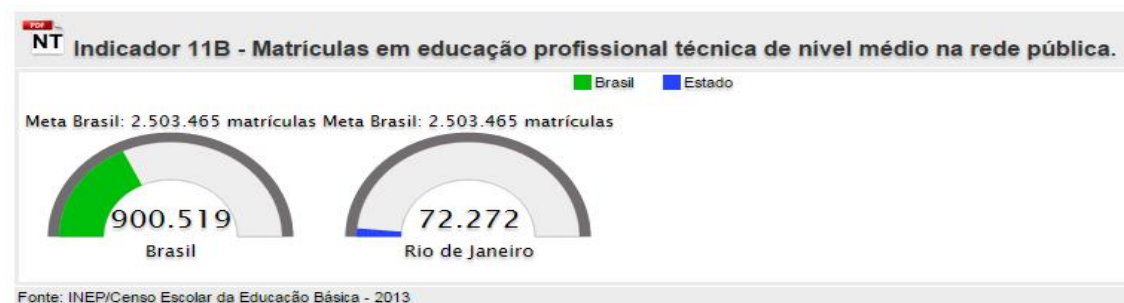 PDF
NT Indicador 11B - Matrículas em educação profissional técnica de nível médio na rede pública.
Brasil Estado
Meta Brasil: 2.503.465 matrículas Meta Brasil: 2.503.465 matrículas
900.519 72.272
Brasil Rio de Janeiro
Fonte: INEP/Censo Escolar da Educação Básica - 2013